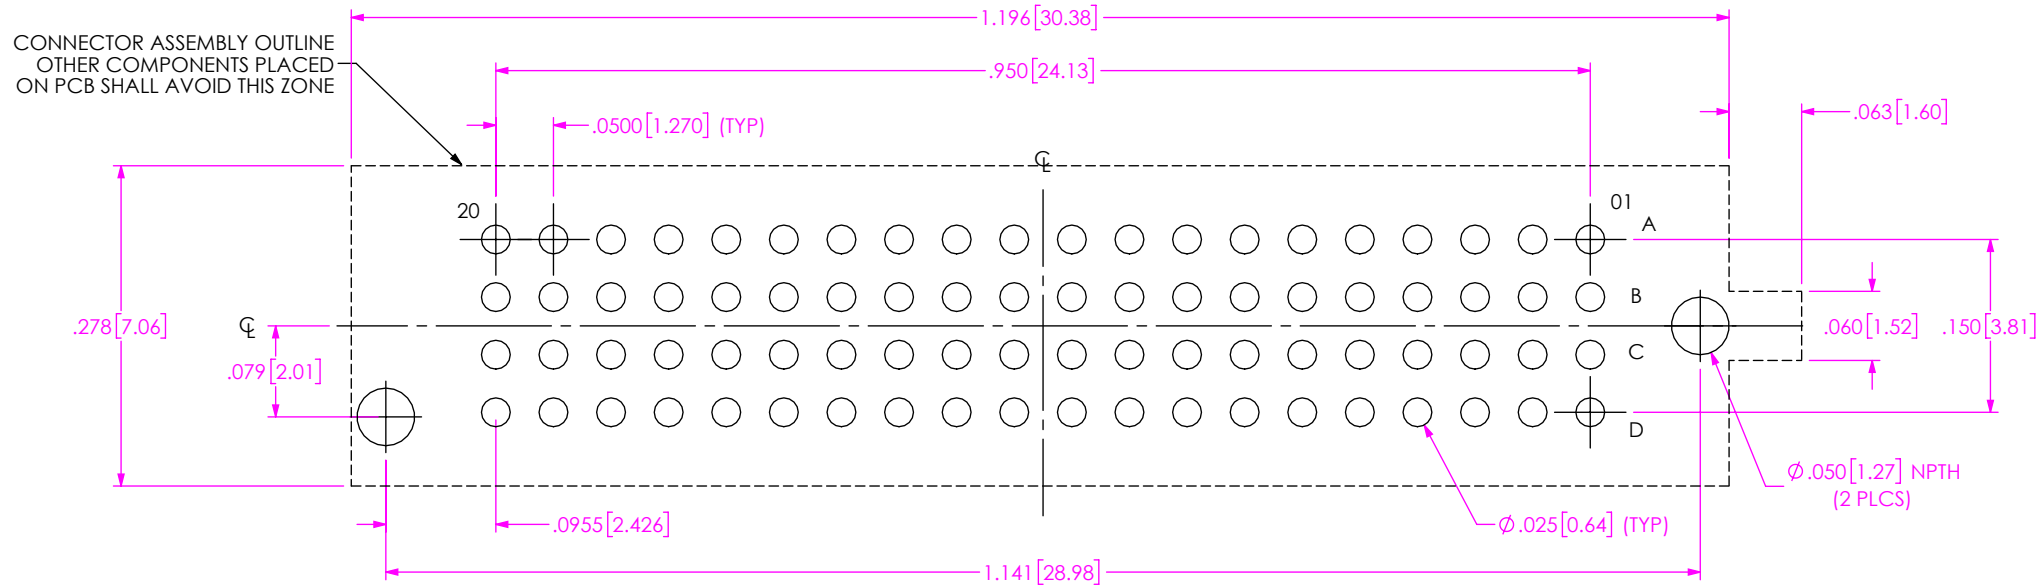 1.196[30.38]
CONNECTOR ASSEMBLY OUTLINE
OTHER COMPONENTS PLACED
ON PCB SHALL AVOID THIS ZONE
.950[24.13]
.0500[1.270] (TYP)
.063[1.60]
℄
20
01
A
B
℄
.278[7.06]
.060[1.52]
.150[3.81]
C
.079[2.01]
D
Ø.050[1.27] NPTH
(2 PLCS)
.0955[2.426]
Ø.025[0.64] (TYP)
1.141[28.98]